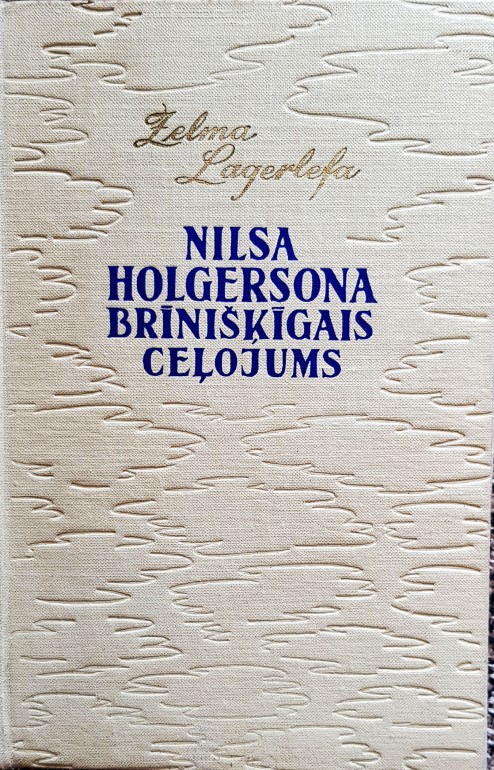 Zelma
Lagerlefa
NILSA
HOLGERSONA
BRĪNIŠĶĪGAIS
CEĻOJUMS